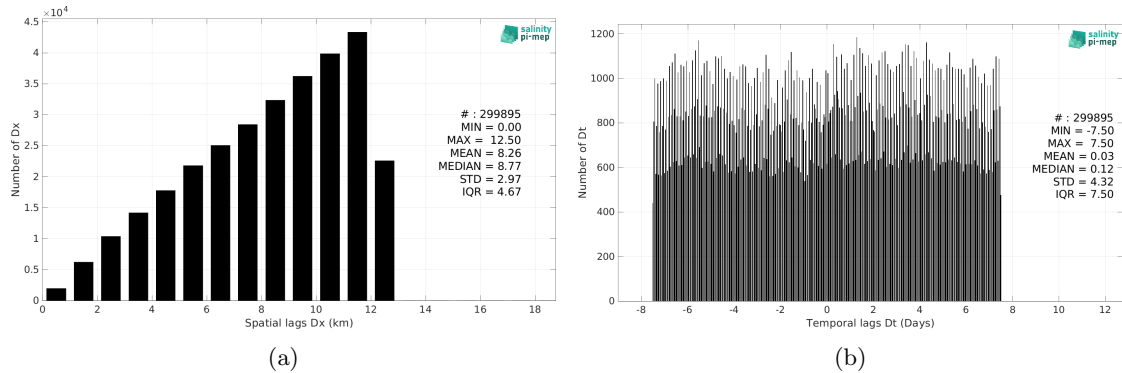 ×10⁴
4.5
4
3.5
3
2.5
2
1.5
1
0.5
0
Number of Dx
salinity
pi-mep
# : 299895
MIN = 0.00
MAX = 12.50
MEAN = 8.26
MEDIAN = 8.77
STD = 2.97
IQR = 4.67
0 2 4 6 8 10 12 14 16 18
Spatial lags Dx (km)
(a)
1200
1000
800
600
400
200
0
Number of Dt
salinity
pi-mep
# : 299895
MIN = -7.50
MAX = 7.50
MEAN = 0.03
MEDIAN = 0.12
STD = 4.32
IQR = 7.50
-8 -6 -4 -2 0 2 4 6 8 10 12
Temporal lags Dt (Days)
(b)